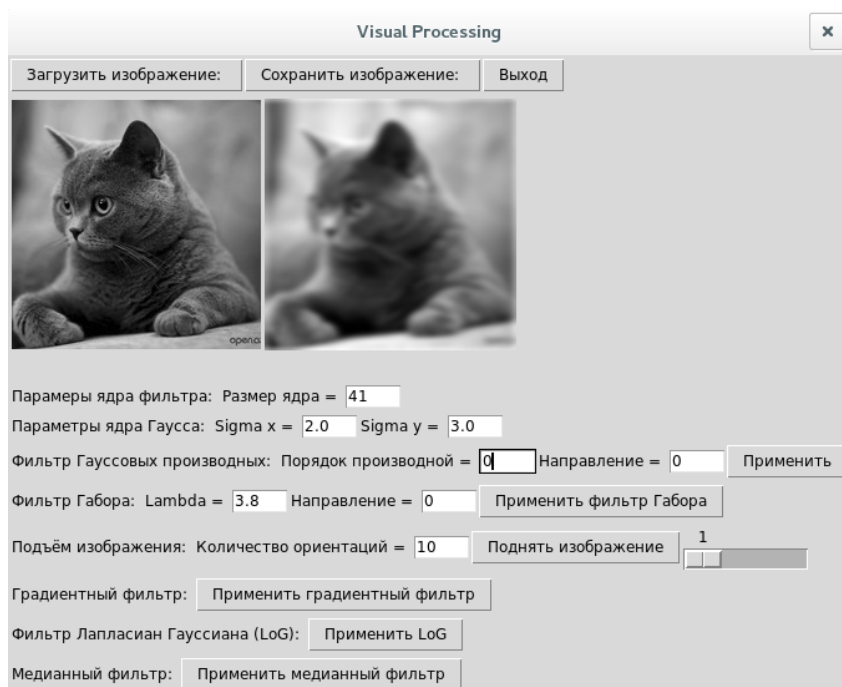 Visual Processing
×
Загрузить изображение: Сохранить изображение: Выход
Парамеры ядра фильтра: Размер ядра = 41
Параметры ядра Гаусса: Sigma x = 2.0 Sigma y = 3.0
Фильтр Гауссовых производных: Порядок производной = 0 Направление = 0 Применить
Фильтр Габора: Lambda = 3.8 Направление = 0 Применить фильтр Габора
1
Подъём изображения: Количество ориентаций = 10 Поднять изображение
Градиентный фильтр: Применить градиентный фильтр
Фильтр Лапласиан Гауссиана (LoG): Применить LoG
Медианный фильтр: Применить медианный фильтр